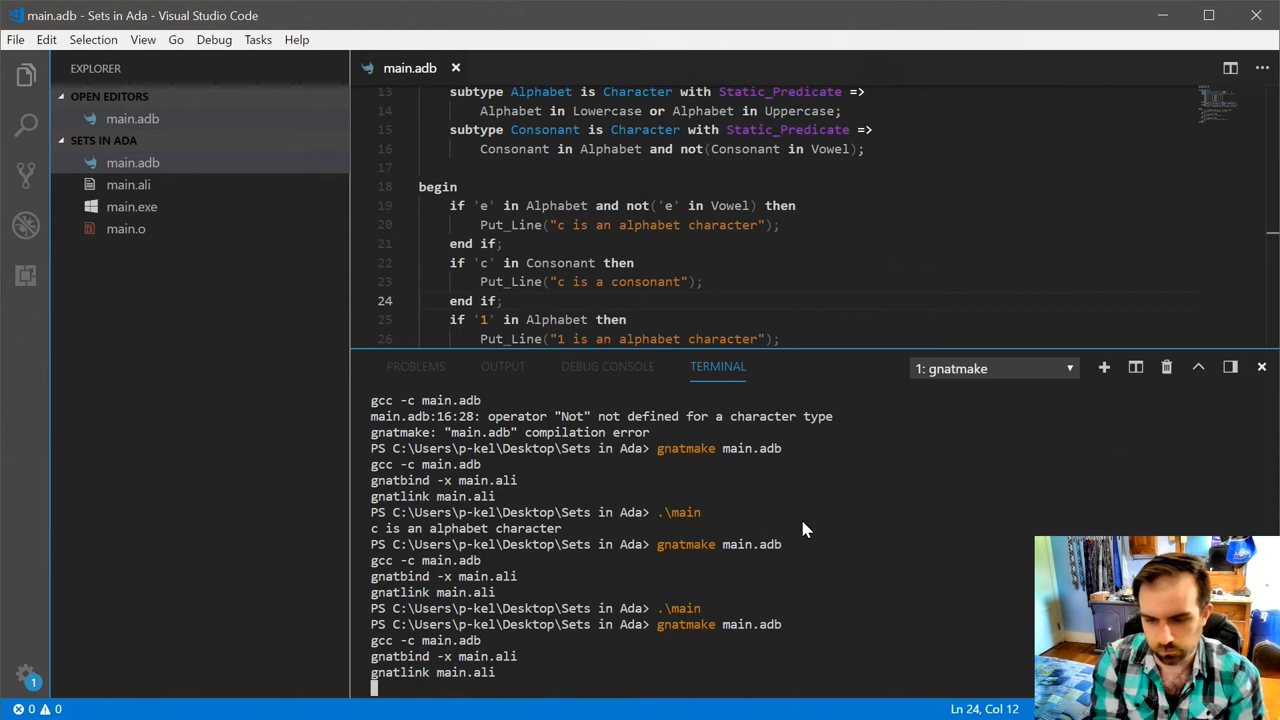 main.adb - Sets in Ada - Visual Studio Code
File Edit Selection View Go Debug Tasks Help
EXPLORER
OPEN EDITORS
main.adb
SETS IN ADA
main.adb
main.ali
main.exe
main.o
1
main.adb
13 subtype Alphabet is Character with Static_Predicate =>
14 Alphabet in Lowercase or Alphabet in Uppercase;
15 subtype Consonant is Character with Static_Predicate =>
16 Consonant in Alphabet and not(Consonant in Vowel);
17
18 begin
19 if 'e' in Alphabet and not('e' in Vowel) then
20 Put_Line("c is an alphabet character");
21 end if;
22 if 'c' in Consonant then
23 Put_Line("c is a consonant");
24 end if;
25 if '1' in Alphabet then
26 Put_Line("1 is an alphabet character");
PROBLEMS OUTPUT DEBUG CONSOLE TERMINAL 1: gnatmake
gcc -c main.adb
main.adb:16:28: operator "Not" not defined for a character type
gnatmake: "main.adb" compilation error
PS C:\Users\p-kel\Desktop\Sets in Ada> gnatmake main.adb
gcc -c main.adb
gnatbind -x main.ali
gnatlink main.ali
PS C:\Users\p-kel\Desktop\Sets in Ada> .\main
c is an alphabet character
PS C:\Users\p-kel\Desktop\Sets in Ada> gnatmake main.adb
gcc -c main.adb
gnatbind -x main.ali
gnatlink main.ali
PS C:\Users\p-kel\Desktop\Sets in Ada> .\main
PS C:\Users\p-kel\Desktop\Sets in Ada> gnatmake main.adb
gcc -c main.adb
gnatbind -x main.ali
gnatlink main.ali
0 0 Ln 24, Col 12